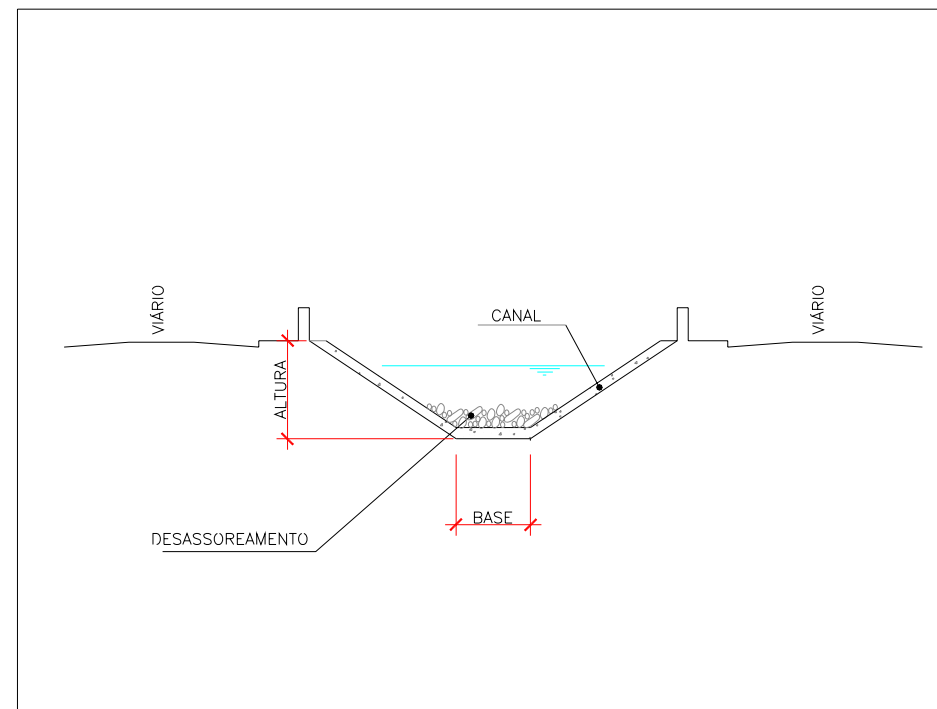 VIÁRIO
VIÁRIO
CANAL
ALTURA
BASE
DESASSOREAMENTO